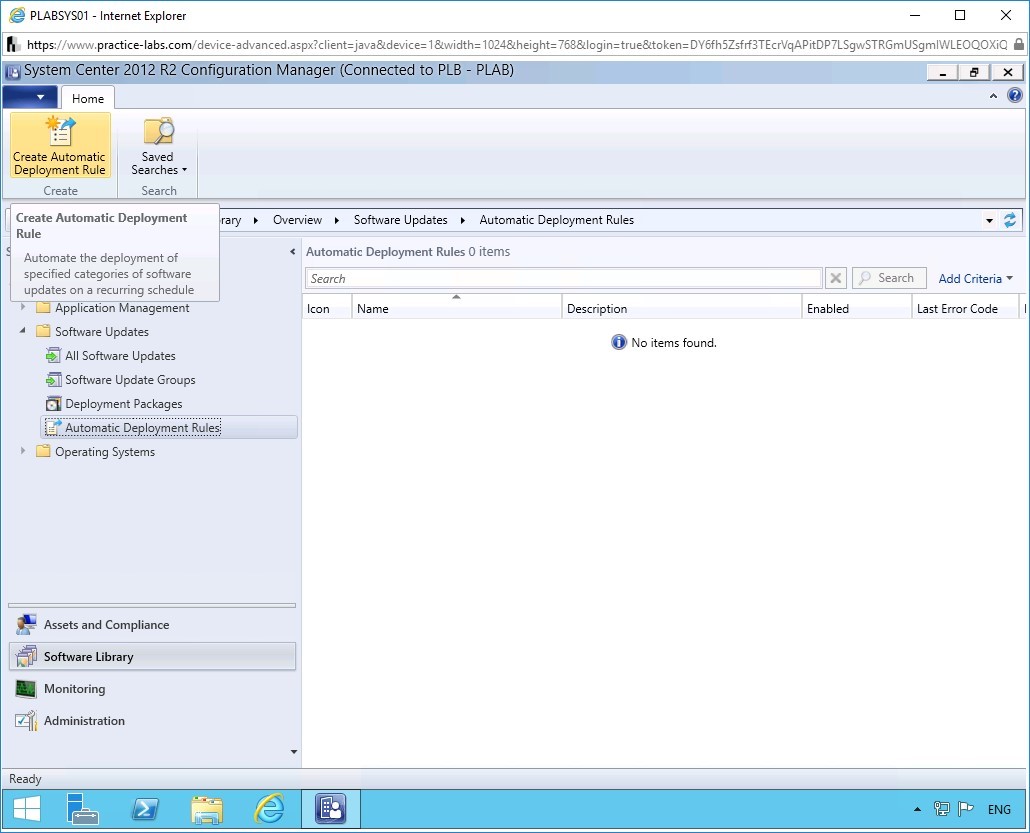 PLABSYS01 - Internet Explorer
https://www.practice-labs.com/device-advanced.aspx?client=java&device=1&width=1024&height=768&login=true&token=DY6fh5Zsfrf3TEcrVqAPitDP7LSgwSTRGmUSgmIWLEOQOXiQ
System Center 2012 R2 Configuration Manager (Connected to PLB - PLAB)
Home
Create Automatic
Deployment Rule
Saved
Searches
Create
Search
Create Automatic Deployment
Rule
Automate the deployment of
specified categories of software
updates on a recurring schedule
rary
Overview
Software Updates
Automatic Deployment Rules
Automatic Deployment Rules 0 items
Search
Search
Add Criteria
Icon
Name
Description
Enabled
Last Error Code
No items found.
Application Management
Software Updates
All Software Updates
Software Update Groups
Deployment Packages
Automatic Deployment Rules
Operating Systems
Assets and Compliance
Software Library
Monitoring
Administration
Ready
ENG